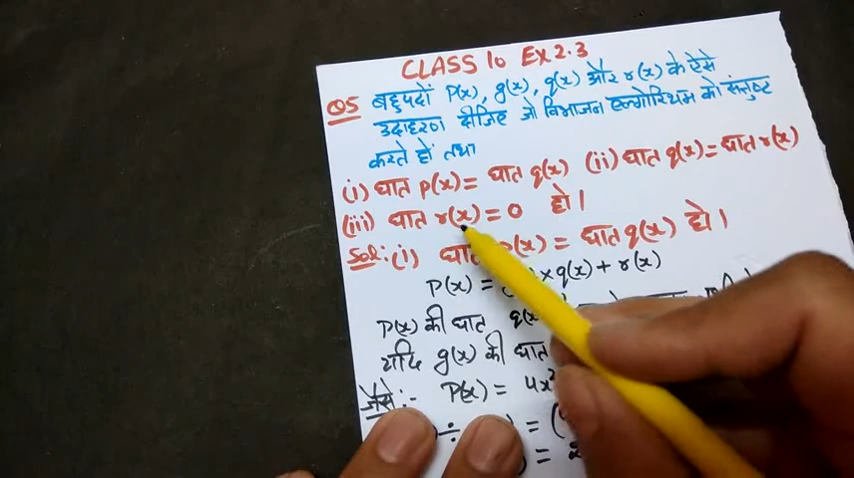 CLASS 10 EX 2.3
Q5 बहुपदों P(x), g(x), q(x) और r(x) के ऐसे
उदाहरण दीजिए जो विभाजन एल्गोरिथम को संतुष्ट
करते हों तथा
(i) घात p(x) = घात q(x) (ii) घात q(x) = घात r(x)
(iii) घात r(x) = 0 हो।
Sol:- (i) घात (x) = घात q(x) हो।
P(x) = × q(x) + r(x)
P(x) की घात
यदि g(x) की घात
जैसे :- P(x) = 4x²
÷ ) = (
=